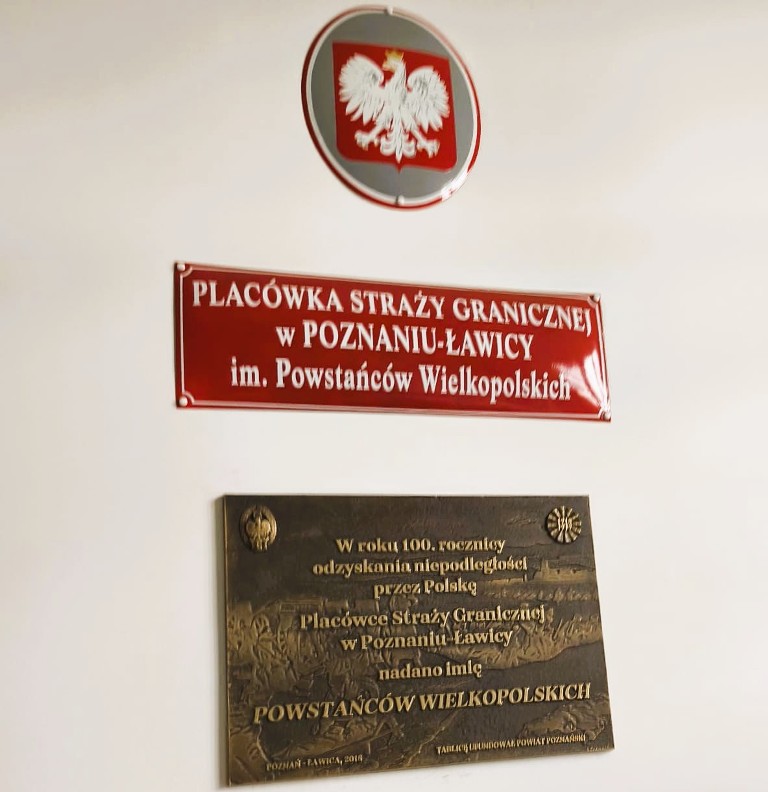 PLACÓWKA STRAŻY GRANICZNEJ
w POZNANIU-ŁAWICY
im. Powstańców Wielkopolskich
W roku 100. rocznicy
odzyskania niepodległości
przez Polskę
Placówce Straży Granicznej
w Poznaniu-Ławicy
nadano imię
POWSTAŃCÓW WIELKOPOLSKICH
POZNAŃ - ŁAWICA, 2018
TABLICĘ UFUNDOWAŁ POWIAT POZNAŃSKI